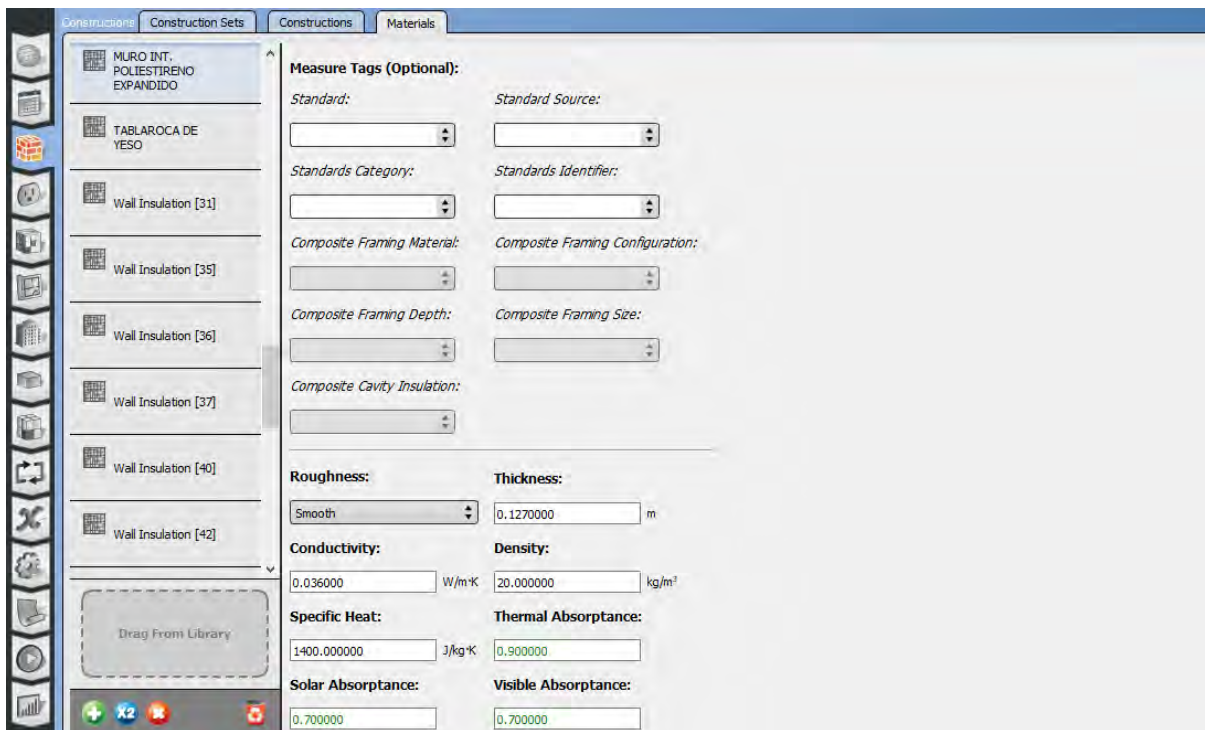 Constructions
Construction Sets
Constructions
Materials
MURO INT.
POLIESTIRENO
EXPANDIDO
TABLAROCA DE
YESO
Wall Insulation [31]
Wall Insulation [35]
Wall Insulation [36]
Wall Insulation [37]
Wall Insulation [40]
Wall Insulation [42]
Drag From Library
X2
Measure Tags (Optional):
Standard: Standard Source:
Standards Category: Standards Identifier:
Composite Framing Material: Composite Framing Configuration:
Composite Framing Depth: Composite Framing Size:
Composite Cavity Insulation:
Roughness: Thickness:
Smooth 0.1270000 m
Conductivity: Density:
0.036000 W/m·K 20.000000 kg/m³
Specific Heat: Thermal Absorptance:
1400.000000 J/kg·K 0.900000
Solar Absorptance: Visible Absorptance:
0.700000 0.700000